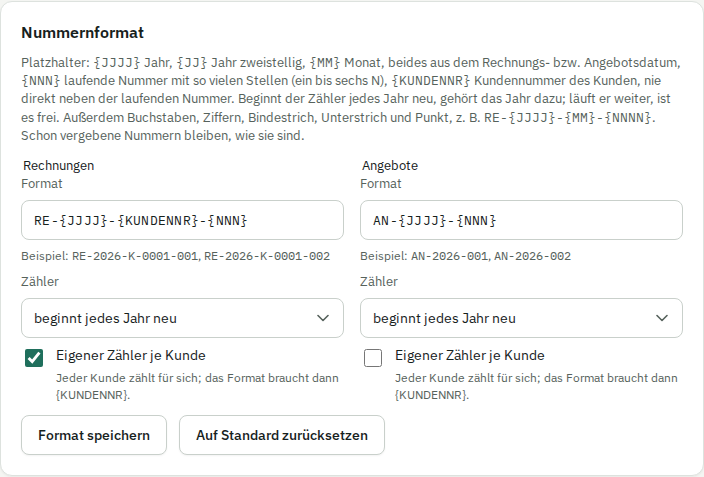 Nummernformat
Platzhalter: {JJJJ} Jahr, {JJ} Jahr zweistellig, {MM} Monat, beides aus dem Rechnungs- bzw. Angebotsdatum,
{NNN} laufende Nummer mit so vielen Stellen (ein bis sechs N), {KUNDENNR} Kundennummer des Kunden, nie
direkt neben der laufenden Nummer. Beginnt der Zähler jedes Jahr neu, gehört das Jahr dazu; läuft er weiter, ist
es frei. Außerdem Buchstaben, Ziffern, Bindestrich, Unterstrich und Punkt, z. B. RE-{JJJJ}-{MM}-{NNNN}.
Schon vergebene Nummern bleiben, wie sie sind.
Rechnungen
Format
RE-{JJJJ}-{KUNDENNR}-{NNN}
Beispiel: RE-2026-K-0001-001, RE-2026-K-0001-002
Zähler
beginnt jedes Jahr neu
Eigener Zähler je Kunde
Jeder Kunde zählt für sich; das Format braucht dann
{KUNDENNR}.
Angebote
Format
AN-{JJJJ}-{NNN}
Beispiel: AN-2026-001, AN-2026-002
Zähler
beginnt jedes Jahr neu
Eigener Zähler je Kunde
Jeder Kunde zählt für sich; das Format braucht dann
{KUNDENNR}.
Format speichern
Auf Standard zurücksetzen